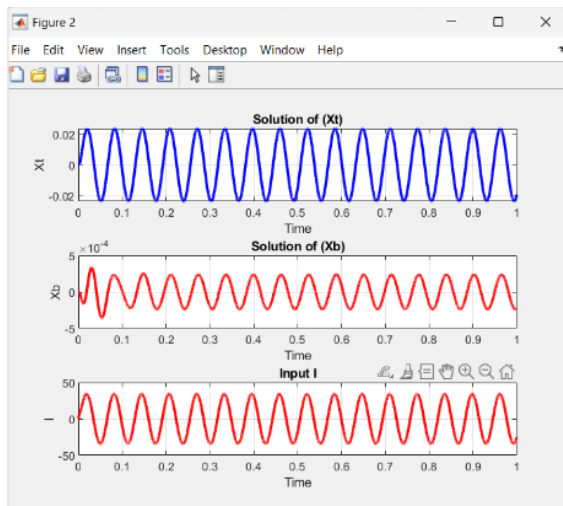 Figure 2
File Edit View Insert Tools Desktop Window Help
Solution of (Xt)
0.02
0
-0.02
Xt
0 0.1 0.2 0.3 0.4 0.5 0.6 0.7 0.8 0.9 1
Time
Solution of (Xb)
×10⁻⁴
5
0
-5
Xb
0 0.1 0.2 0.3 0.4 0.5 0.6 0.7 0.8 0.9 1
Time
Input I
50
0
-50
I
0 0.1 0.2 0.3 0.4 0.5 0.6 0.7 0.8 0.9 1
Time